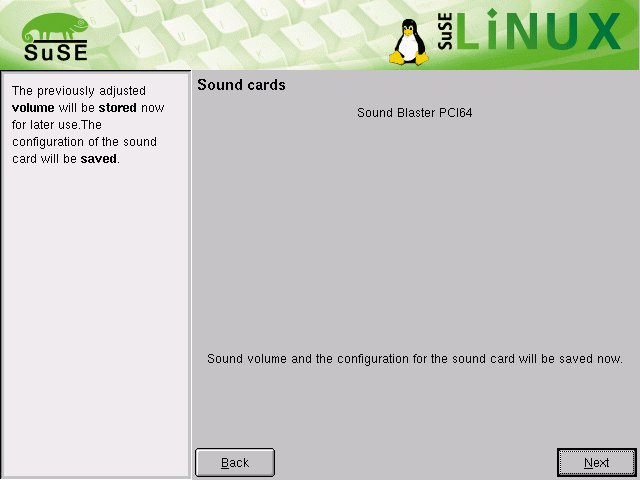 SuSE
SuSE LiNUX
The previously adjusted
volume will be stored now
for later use.The
configuration of the sound
card will be saved.
Sound cards
Sound Blaster PCI64
Sound volume and the configuration for the sound card will be saved now.
Back
Next